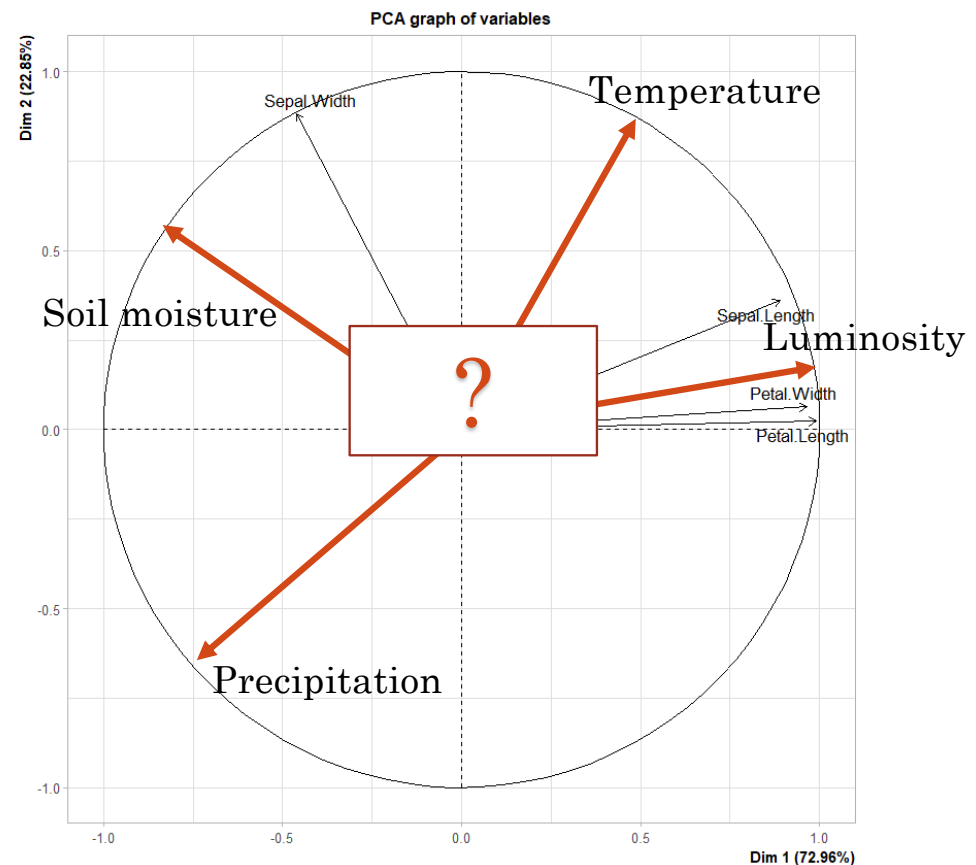 PCA graph of variables
Dim 2 (22.85%)
1.0
Sepal.Width
Temperature
0.5
Soil moisture
Sepal.Length
Luminosity
?
Petal.Width
0.0
Petal.Length
-0.5
Precipitation
-1.0
-1.0
-0.5
0.0
0.5
1.0
Dim 1 (72.96%)